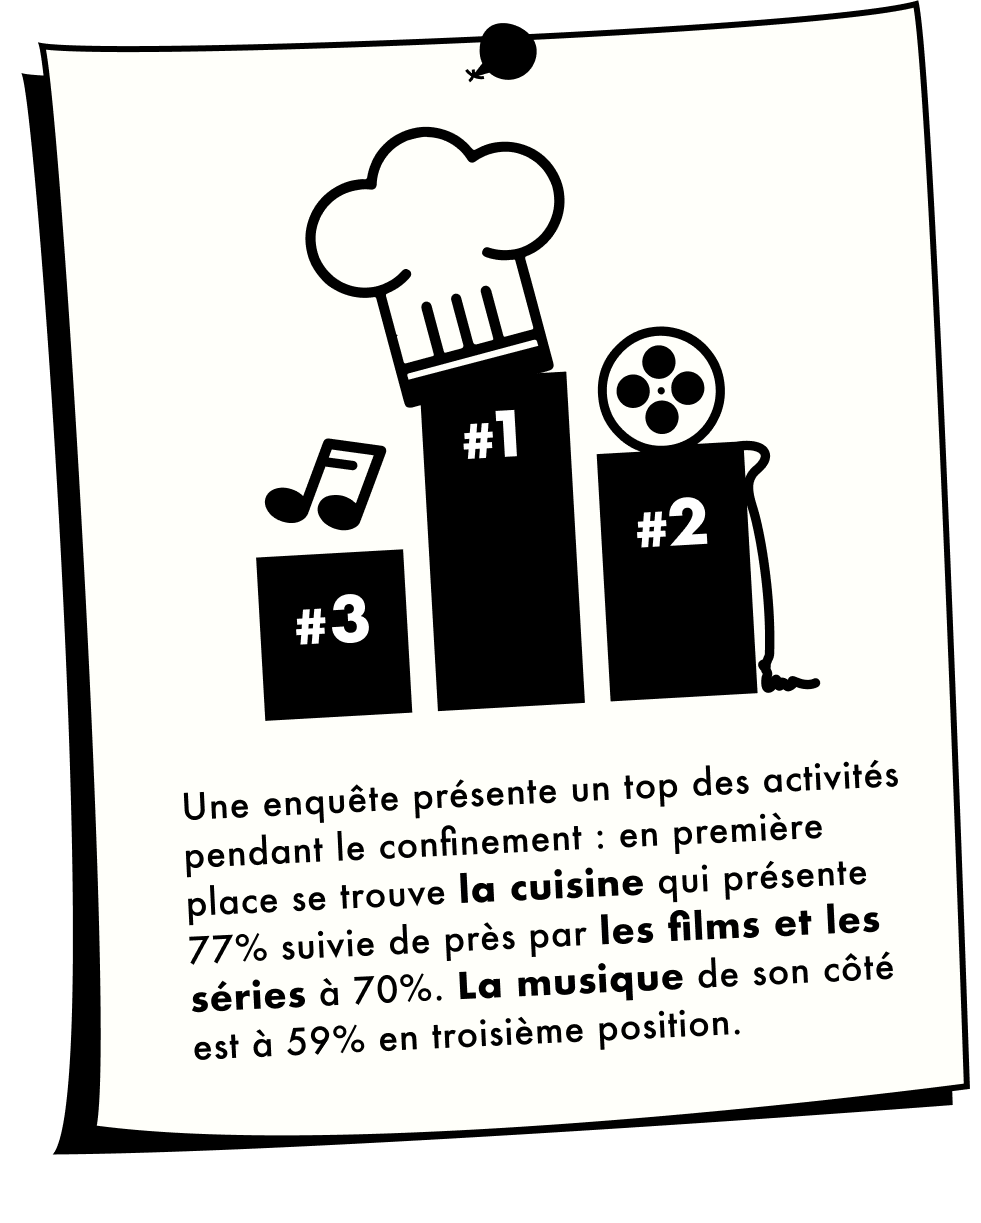 #1
#2
#3
Une enquête présente un top des activités
pendant le confinement : en première
place se trouve la cuisine qui présente
77% suivie de près par les films et les
séries à 70%. La musique de son côté
est à 59% en troisième position.